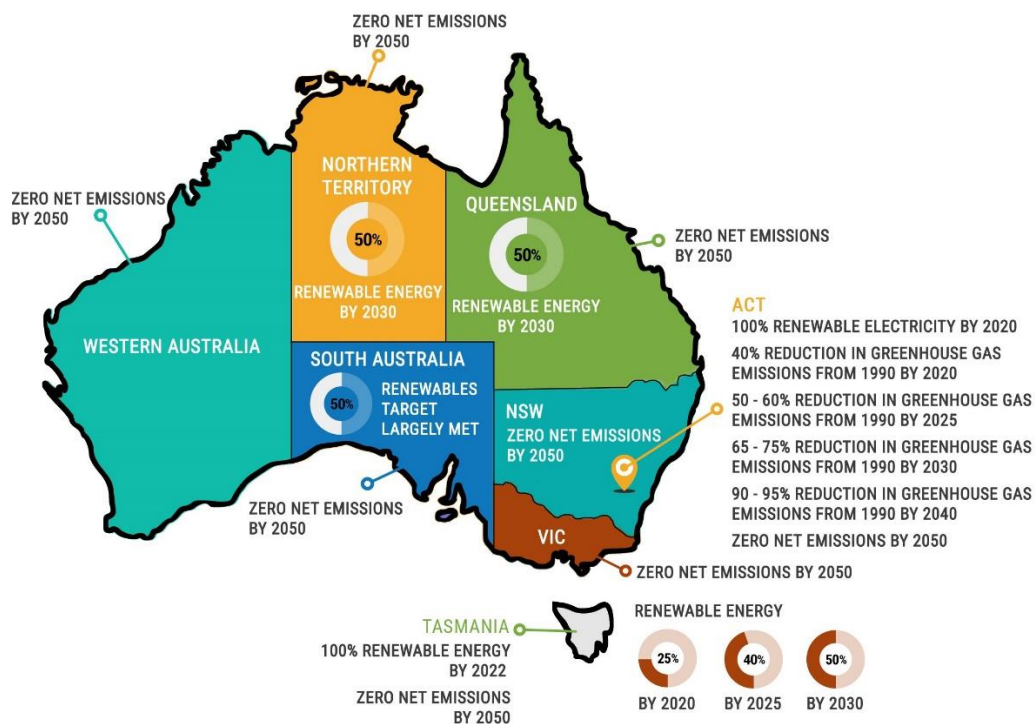 ZERO NET EMISSIONS
BY 2050
ZERO NET EMISSIONS
BY 2050
NORTHERN
TERRITORY
50%
RENEWABLE ENERGY
BY 2030
QUEENSLAND
50%
RENEWABLE ENERGY
BY 2030
ZERO NET EMISSIONS
BY 2050
WESTERN AUSTRALIA
SOUTH AUSTRALIA
50%
RENEWABLES
TARGET
LARGELY MET
ZERO NET EMISSIONS
BY 2050
NSW
ZERO NET EMISSIONS
BY 2050
ACT
100% RENEWABLE ELECTRICITY BY 2020
40% REDUCTION IN GREENHOUSE GAS
EMISSIONS FROM 1990 BY 2020
50 - 60% REDUCTION IN GREENHOUSE GAS
EMISSIONS FROM 1990 BY 2025
65 - 75% REDUCTION IN GREENHOUSE GAS
EMISSIONS FROM 1990 BY 2030
90 - 95% REDUCTION IN GREENHOUSE GAS
EMISSIONS FROM 1990 BY 2040
ZERO NET EMISSIONS BY 2050
VIC
ZERO NET EMISSIONS BY 2050
RENEWABLE ENERGY
25%
40%
50%
BY 2020
BY 2025
BY 2030
TASMANIA
100% RENEWABLE ENERGY
BY 2022
ZERO NET EMISSIONS
BY 2050